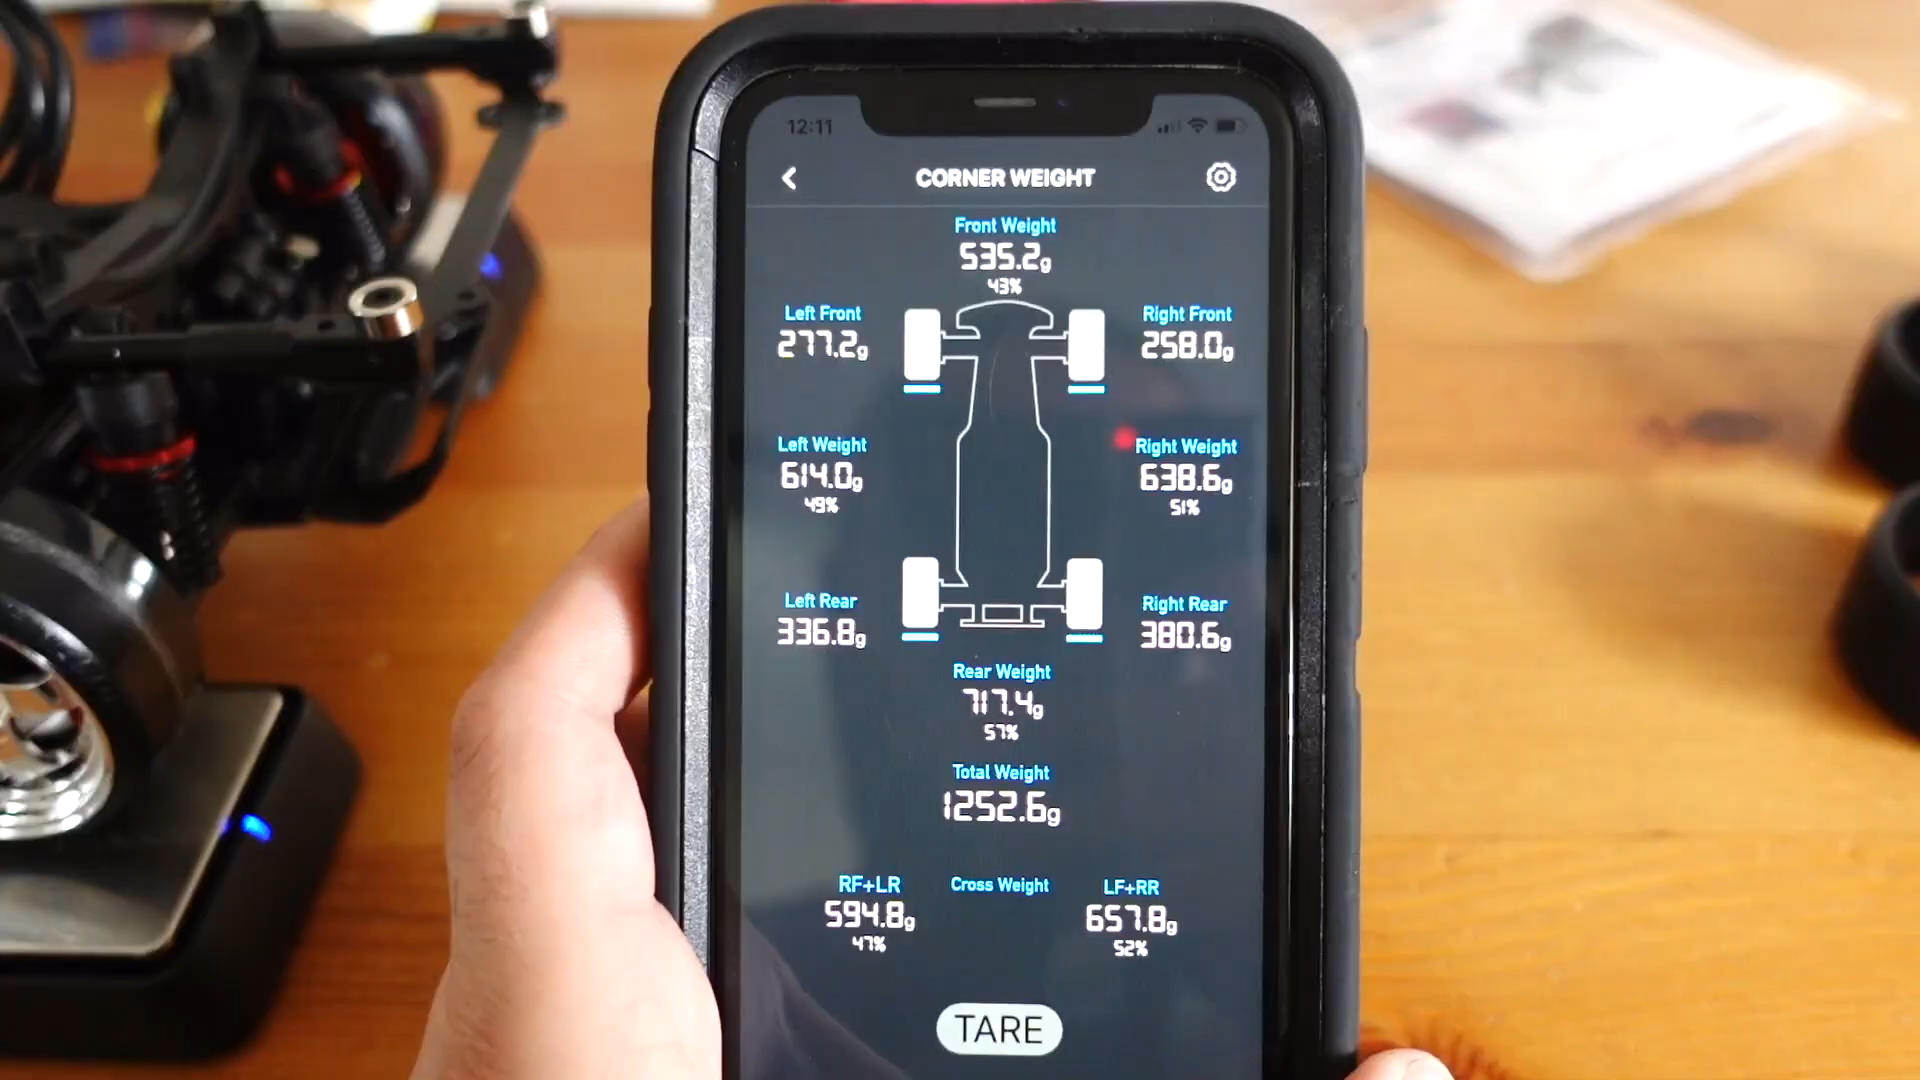 12:11
CORNER WEIGHT
Front Weight
535.2g
43%
Left Front
277.2g
Right Front
258.0g
Left Weight
614.0g
49%
Right Weight
638.6g
51%
Left Rear
336.8g
Right Rear
380.6g
Rear Weight
717.4g
57%
Total Weight
1252.6g
RF+LR
594.8g
47%
Cross Weight
LF+RR
657.8g
52%
TARE